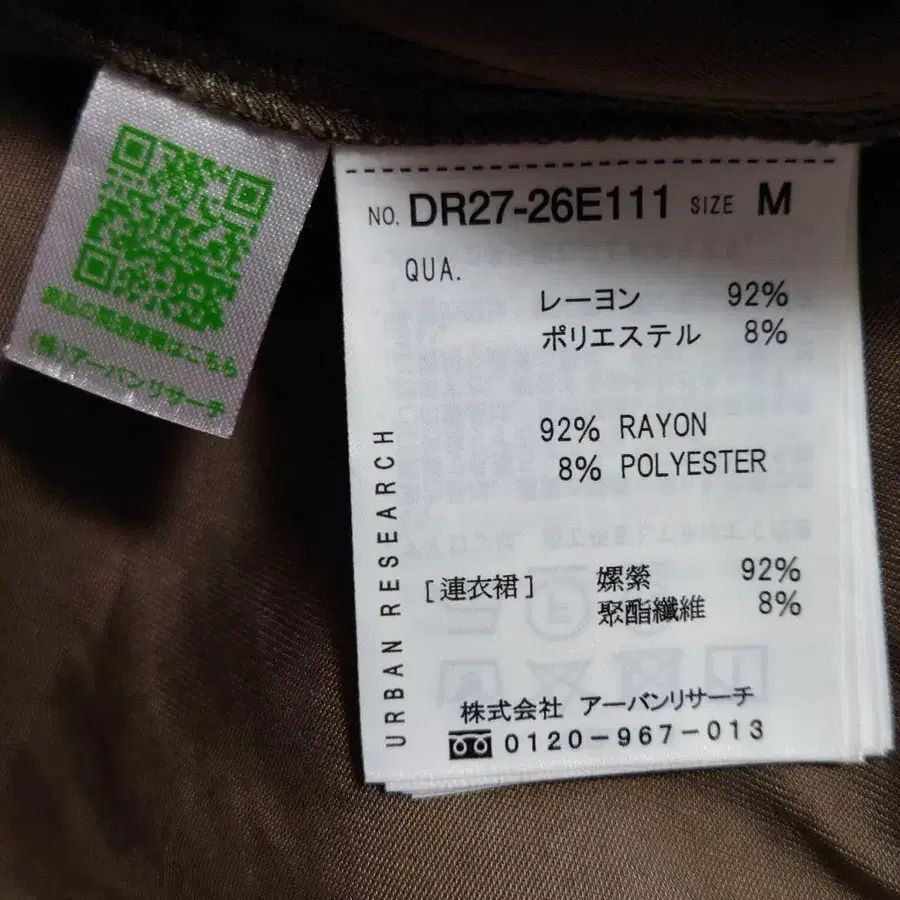 商品の関連情報はこちら
(株)アーバンリサーチ
NO. DR27-26E111 SIZE M
QUA.
レーヨン 92%
ポリエステル 8%
92% RAYON
8% POLYESTER
URBAN RESEARCH
[連衣裙] 嫘縈 92%
聚酯纖維 8%
株式会社 アーバンリサーチ
0120-967-013